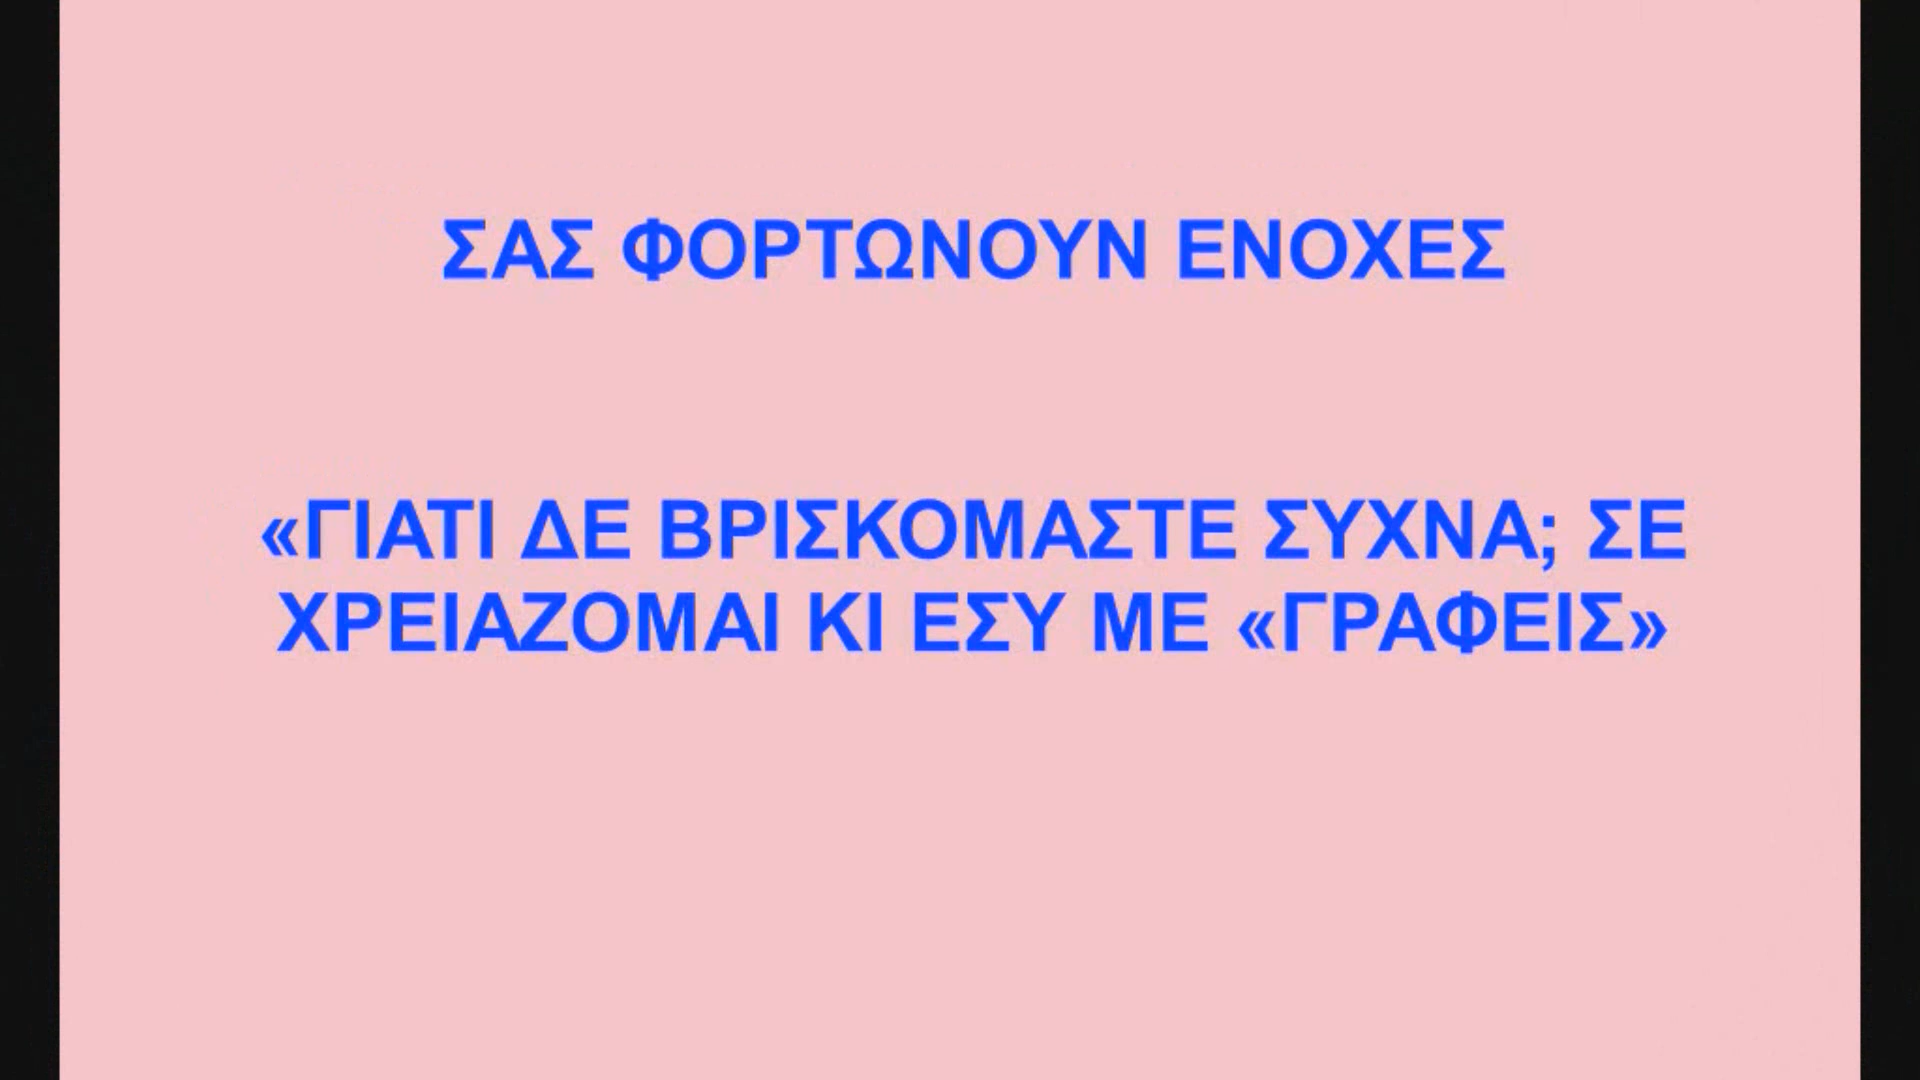 ΣΑΣ ΦΟΡΤΩΝΟΥΝ ΕΝΟΧΕΣ
«ΓΙΑΤΙ ΔΕ ΒΡΙΣΚΟΜΑΣΤΕ ΣΥΧΝΑ; ΣΕ
ΧΡΕΙΑΖΟΜΑΙ ΚΙ ΕΣΥ ΜΕ «ΓΡΑΦΕΙΣ»